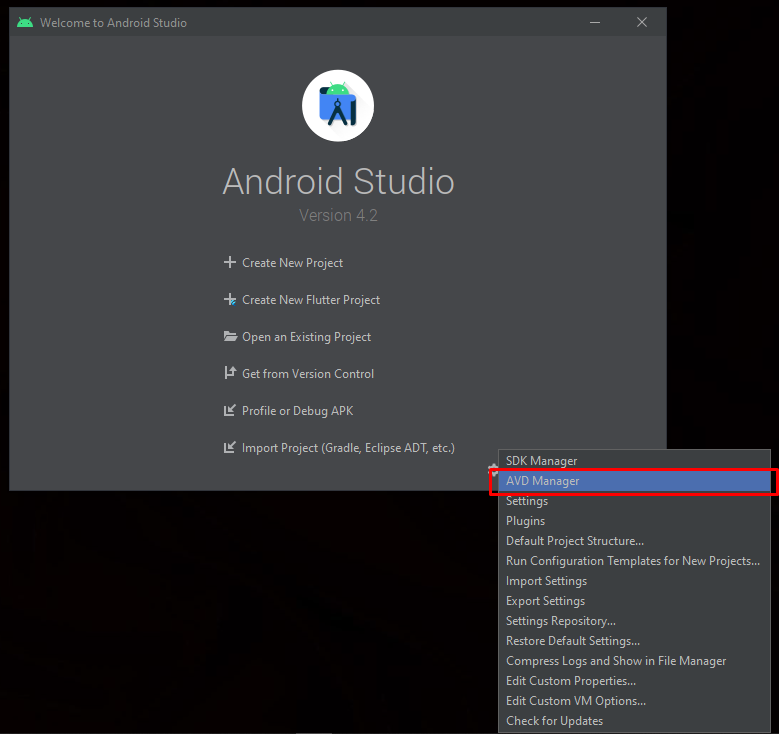 Welcome to Android Studio
Android Studio
Version 4.2
Create New Project
Create New Flutter Project
Open an Existing Project
Get from Version Control
Profile or Debug APK
Import Project (Gradle, Eclipse ADT, etc.)
SDK Manager
AVD Manager
Settings
Plugins
Default Project Structure...
Run Configuration Templates for New Projects...
Import Settings
Export Settings
Settings Repository...
Restore Default Settings...
Compress Logs and Show in File Manager
Edit Custom Properties...
Edit Custom VM Options...
Check for Updates